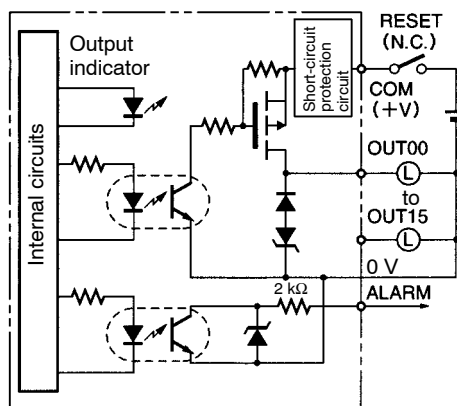 RESET
(N.C.)
Output
indicator
Short-circuit
protection
circuit
COM
(+V)
Internal circuits
OUT00
L
to
OUT15
L
0 V
2 kΩ
ALARM